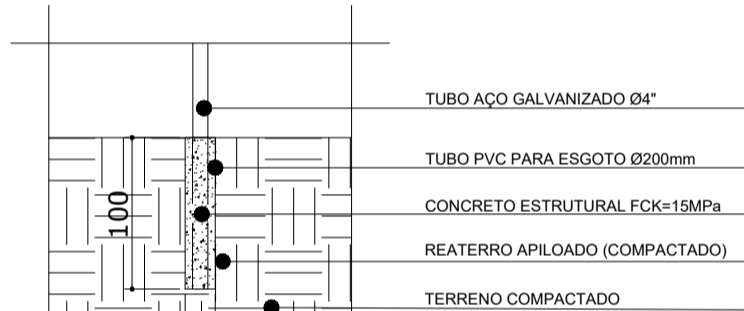 TUBO AÇO GALVANIZADO Ø4"
TUBO PVC PARA ESGOTO Ø200mm
100
CONCRETO ESTRUTURAL FCK=15MPa
REATERRO APILOADO (COMPACTADO)
TERRENO COMPACTADO